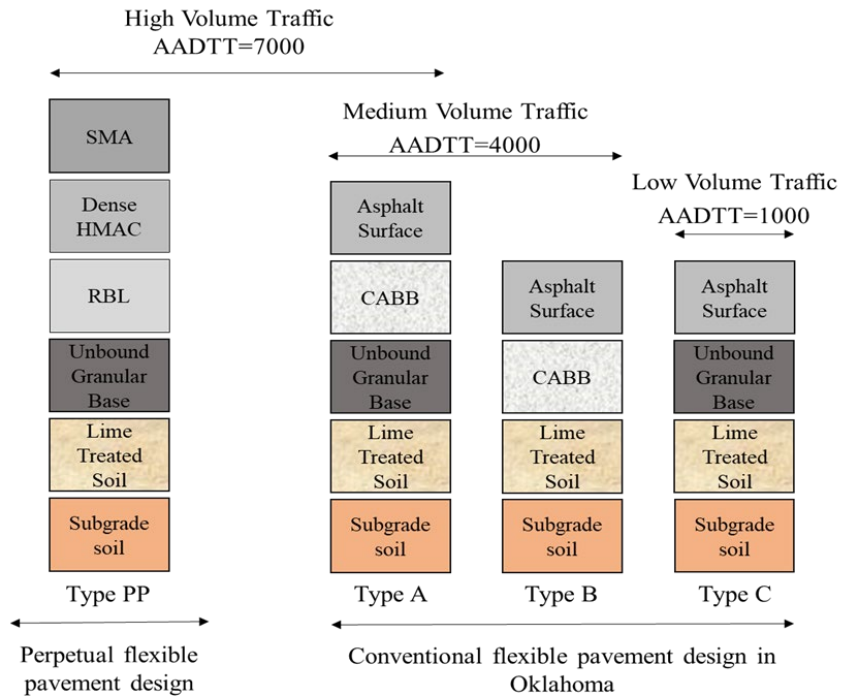 High Volume Traffic
AADTT=7000
Medium Volume Traffic
AADTT=4000
Low Volume Traffic
AADTT=1000
SMA
Dense
HMAC
RBL
Unbound
Granular
Base
Lime
Treated
Soil
Subgrade
soil
Type PP
Asphalt
Surface
CABB
Unbound
Granular
Base
Lime
Treated
Soil
Subgrade
soil
Type A
Asphalt
Surface
CABB
Lime
Treated
Soil
Subgrade
soil
Type B
Asphalt
Surface
Unbound
Granular
Base
Lime
Treated
Soil
Subgrade
soil
Type C
Perpetual flexible
pavement design
Conventional flexible pavement design in
Oklahoma